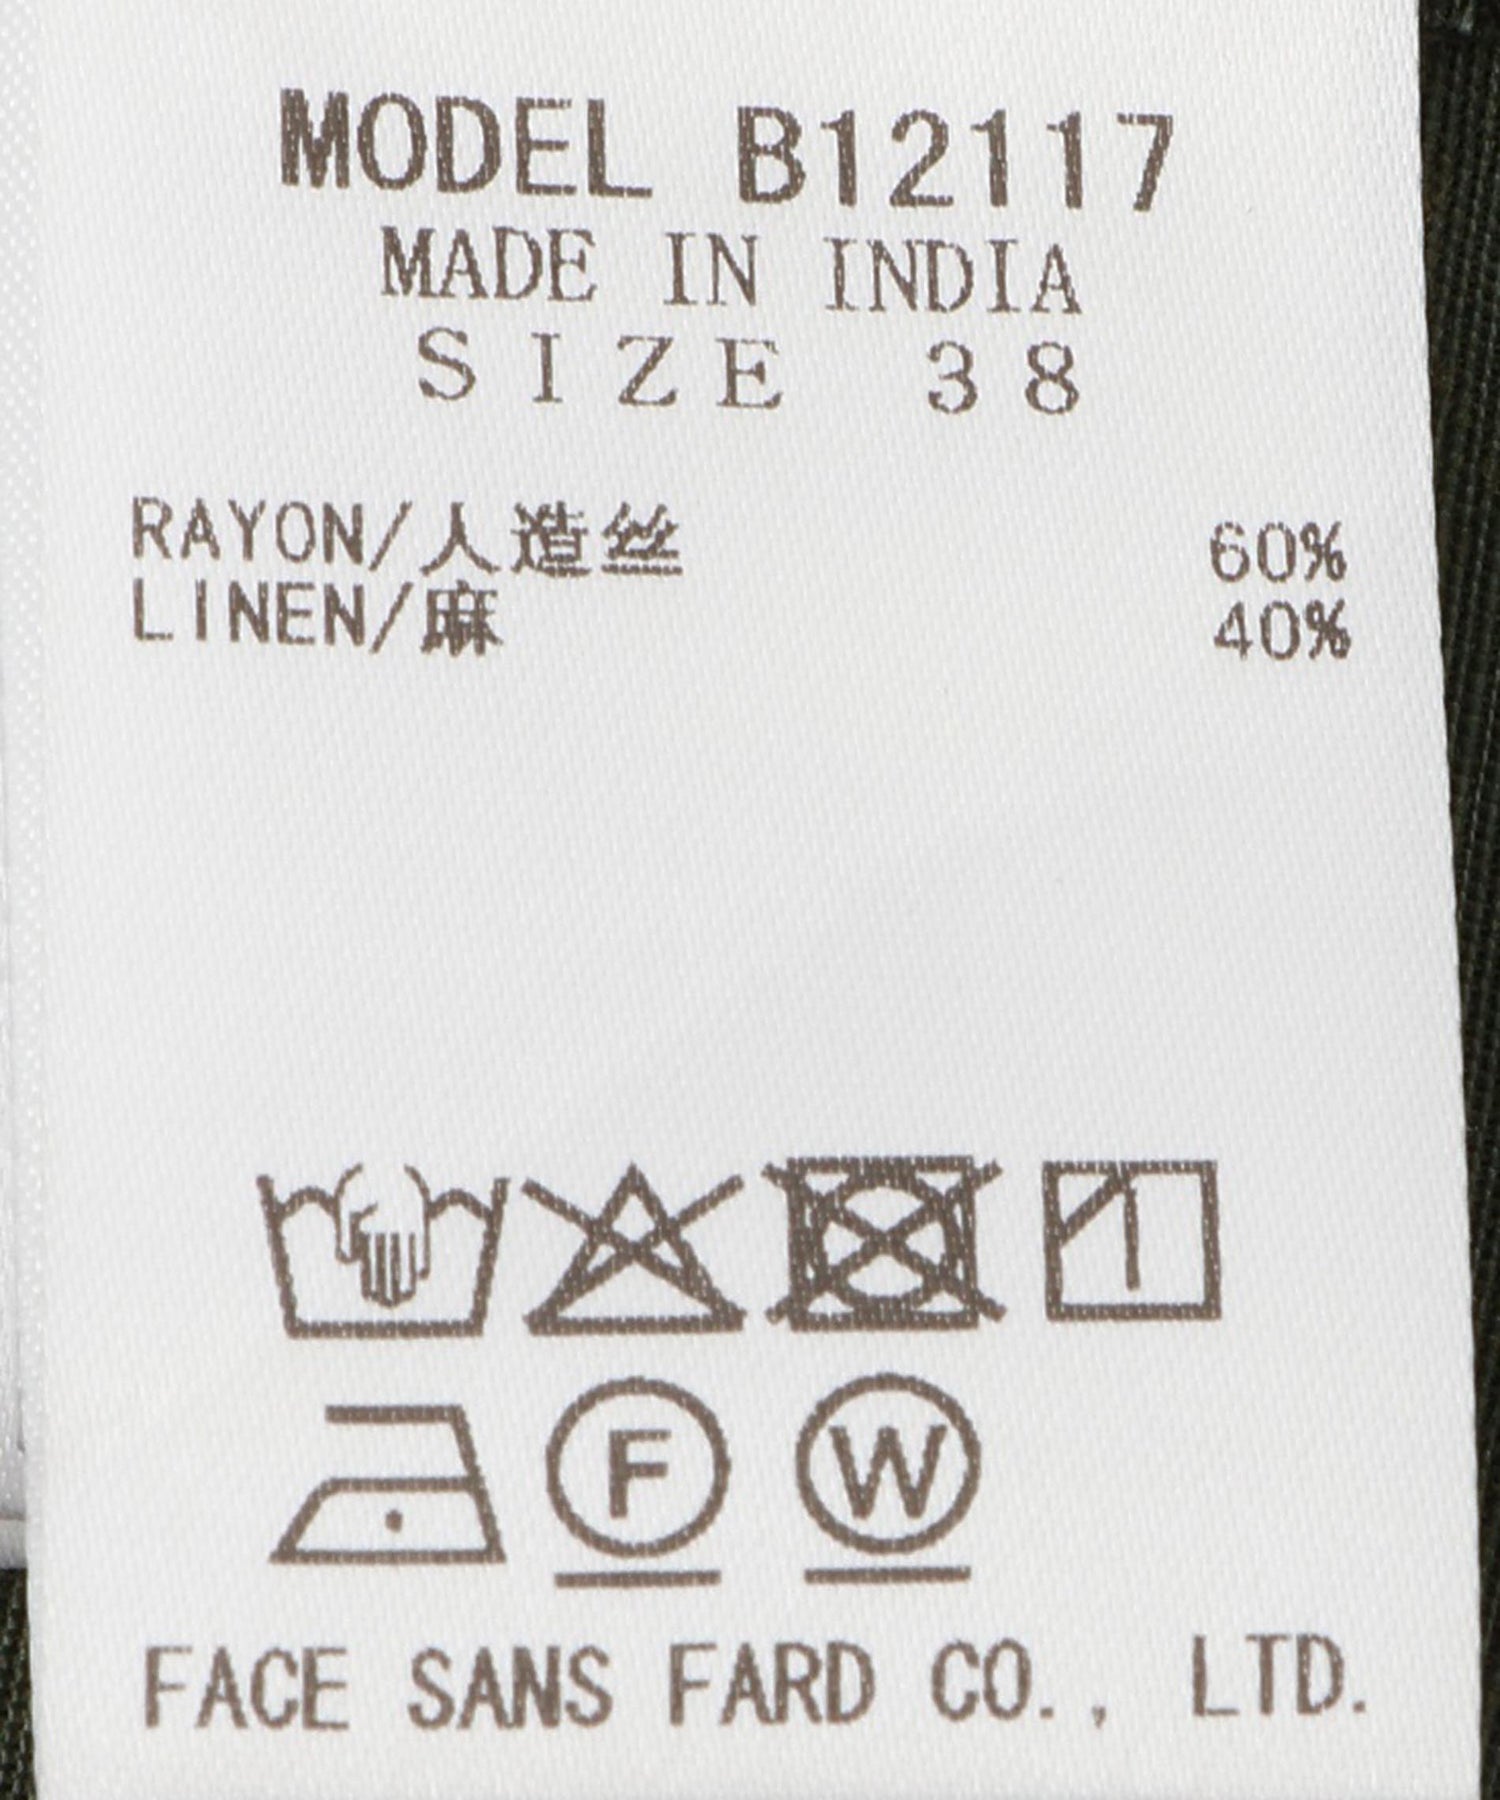 MODEL B12117
MADE IN INDIA
SIZE 38
RAYON/人造丝 60%
LINEN/麻 40%
F W
FACE SANS FARD CO., LTD.